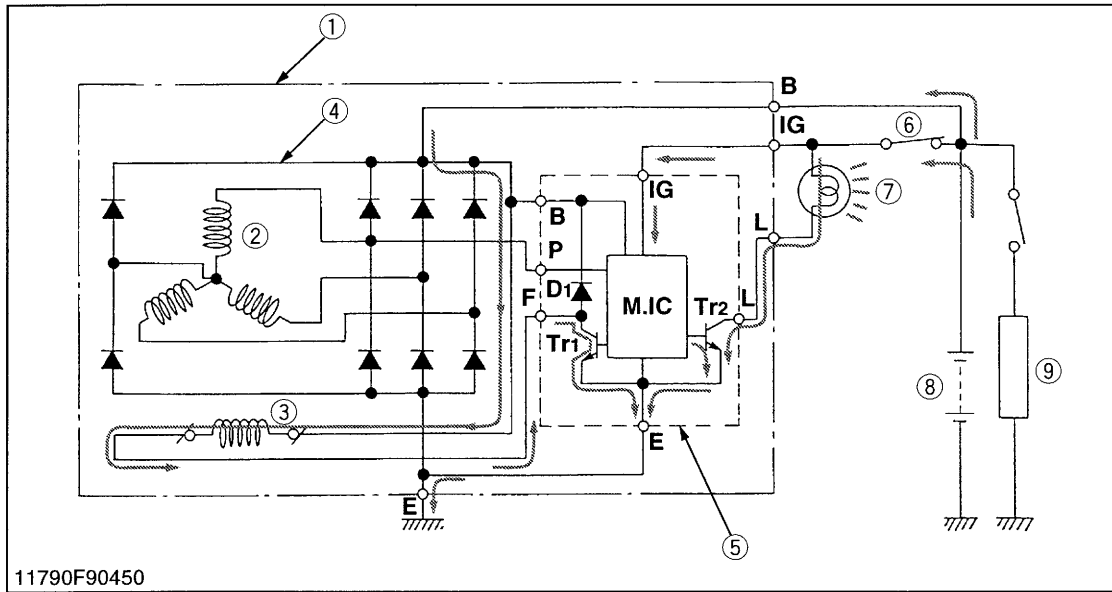 ①
B
④
IG
⑥
IG
⑦
B
②
P
L
F
D1
L
M.IC
Tr2
Tr1
⑧
⑨
③
E
E
⑤
11790F90450